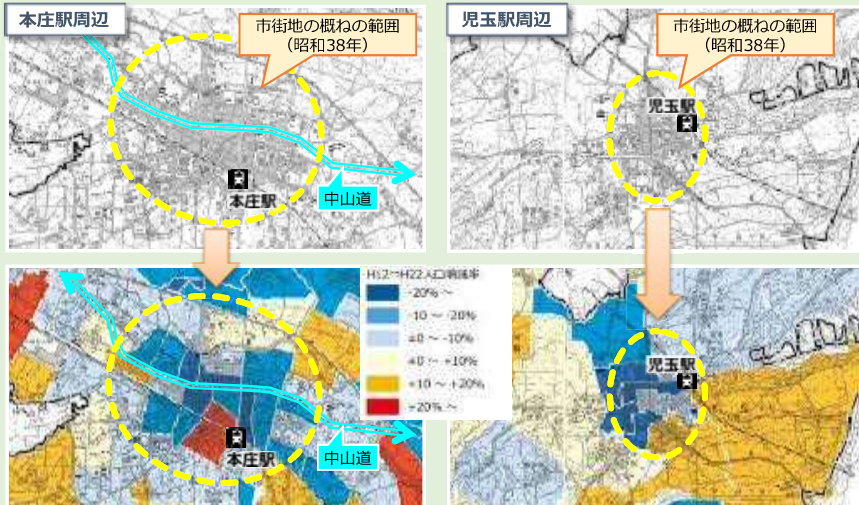 本庄駅周辺
市街地の概ねの範囲
（昭和38年）
本庄駅
中山道
児玉駅周辺
市街地の概ねの範囲
（昭和38年）
児玉駅
H12～H22人口増減率
-20% ～
-10 ～ -20%
±0 ～ -10%
±0 ～ +10%
+10 ～ +20%
+20% ～
本庄駅
中山道
児玉駅